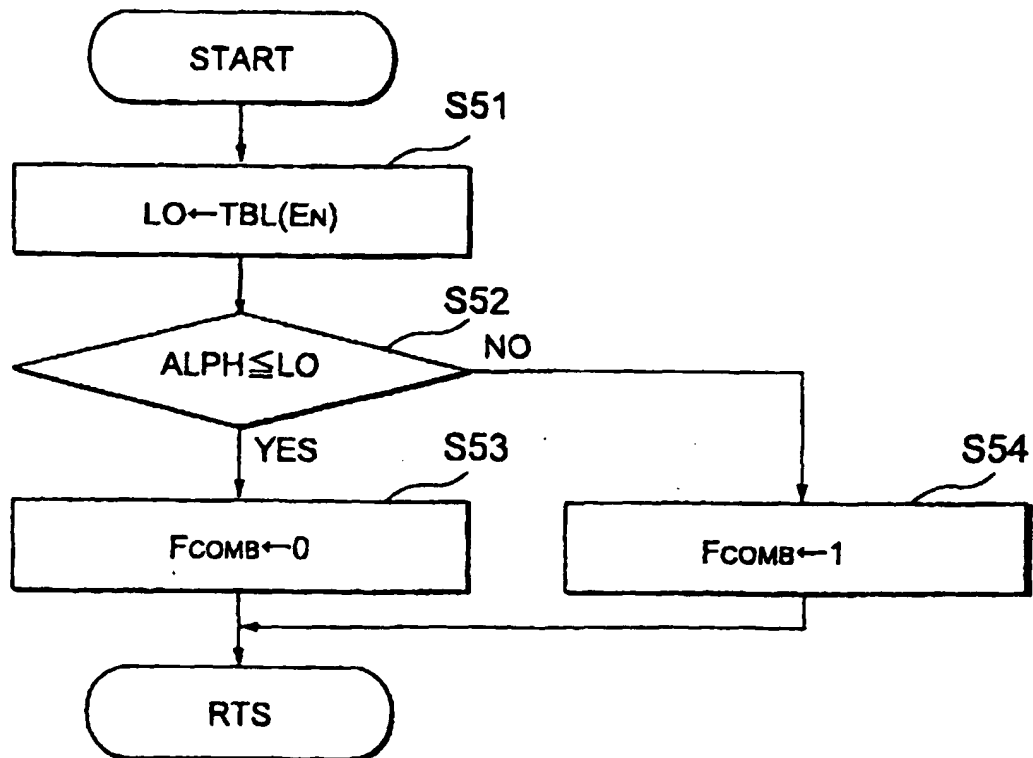 START
S51
LO←TBL(EN)
S52
ALPH≦LO
NO
YES
S53
S54
FCOMB←0
FCOMB←1
RTS